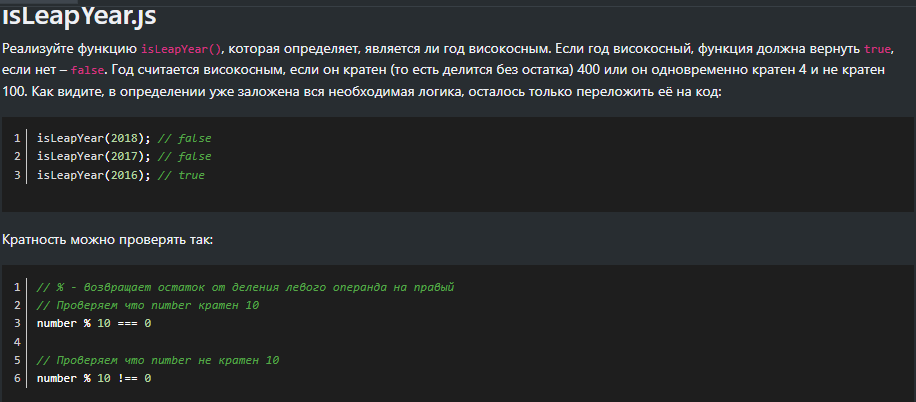 isLeapYear.js
Реализуйте функцию isLeapYear(), которая определяет, является ли год високосным. Если год високосный, функция должна вернуть true,
если нет – false. Год считается високосным, если он кратен (то есть делится без остатка) 400 или он одновременно кратен 4 и не кратен
100. Как видите, в определении уже заложена вся необходимая логика, осталось только переложить её на код:
1 isLeapYear(2018); // false
2 isLeapYear(2017); // false
3 isLeapYear(2016); // true
Кратность можно проверять так:
1 // % - возвращает остаток от деления левого операнда на правый
2 // Проверяем что number кратен 10
3 number % 10 === 0
4
5 // Проверяем что number не кратен 10
6 number % 10 !== 0